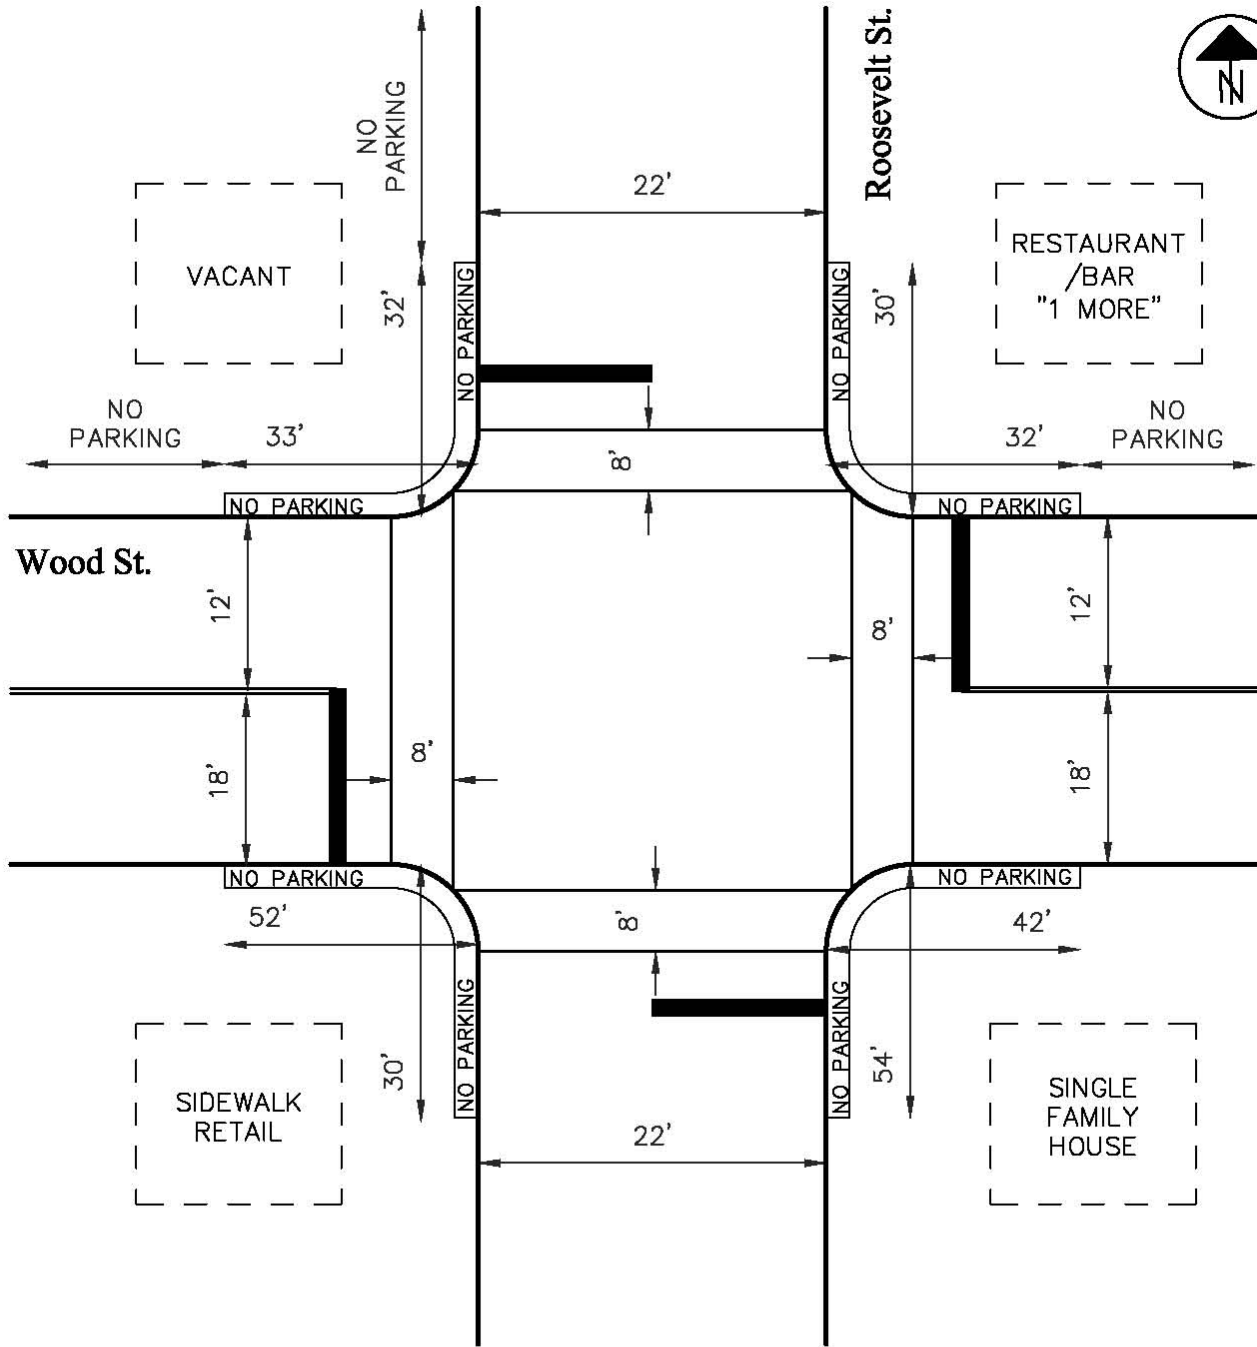 Roosevelt St.
N
NO
PARKING
22'
VACANT
RESTAURANT
/BAR
"1 MORE"
32'
NO PARKING
NO PARKING
30'
NO
PARKING
33'
8'
32'
NO
PARKING
NO PARKING
NO PARKING
Wood St.
12'
12'
8'
8'
18'
18'
NO PARKING
NO PARKING
52'
8'
42'
NO PARKING
NO PARKING
30'
54'
SIDEWALK
RETAIL
22'
SINGLE
FAMILY
HOUSE